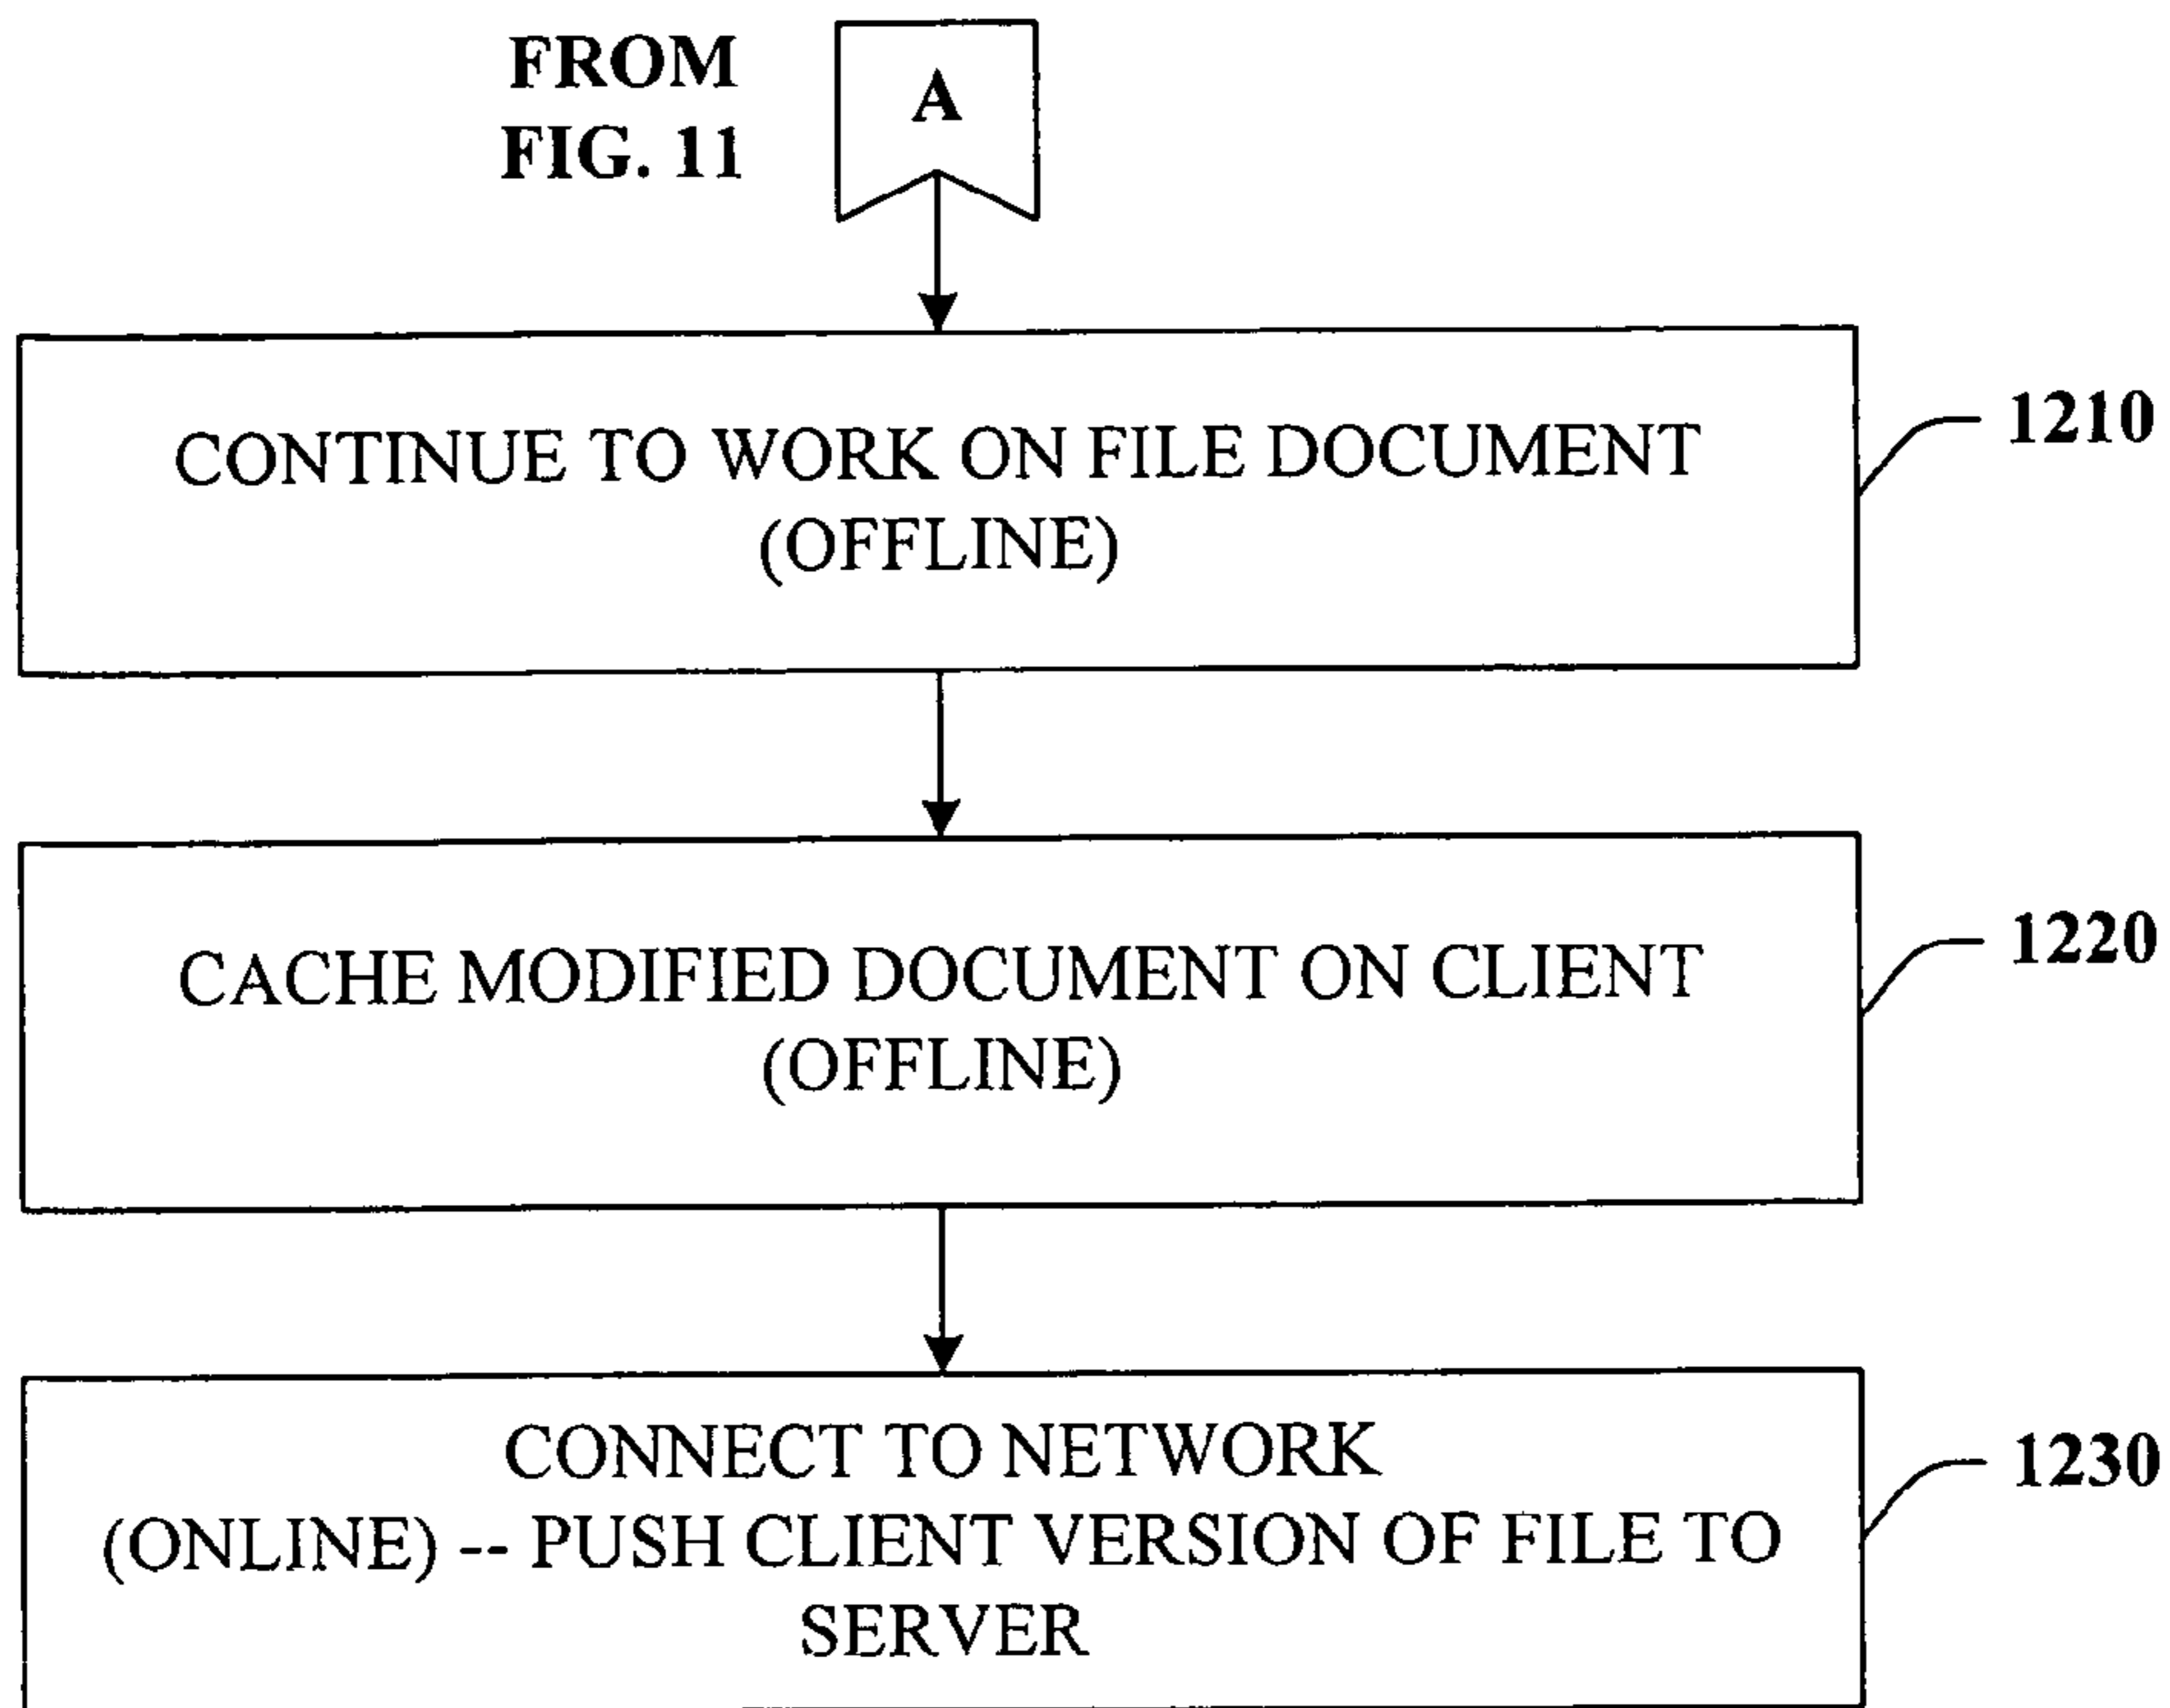 FROM
FIG. 11
A
CONTINUE TO WORK ON FILE DOCUMENT
(OFFLINE)
1210
CACHE MODIFIED DOCUMENT ON CLIENT
(OFFLINE)
1220
CONNECT TO NETWORK
(ONLINE) -- PUSH CLIENT VERSION OF FILE TO
SERVER
1230